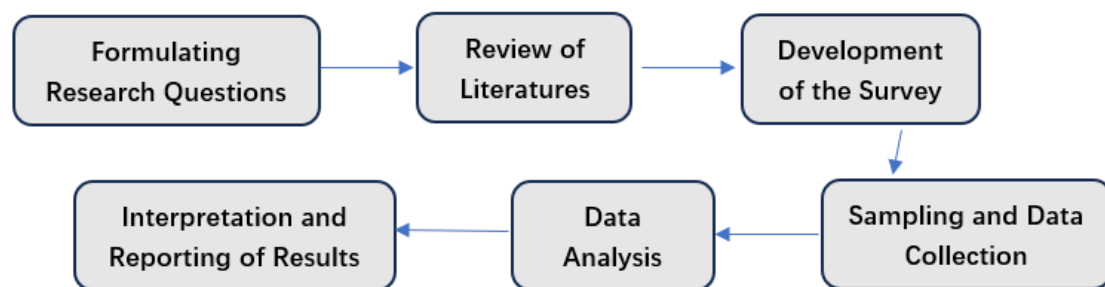 Formulating
Research Questions
Review of
Literatures
Development
of the Survey
Sampling and Data
Collection
Data
Analysis
Interpretation and
Reporting of Results